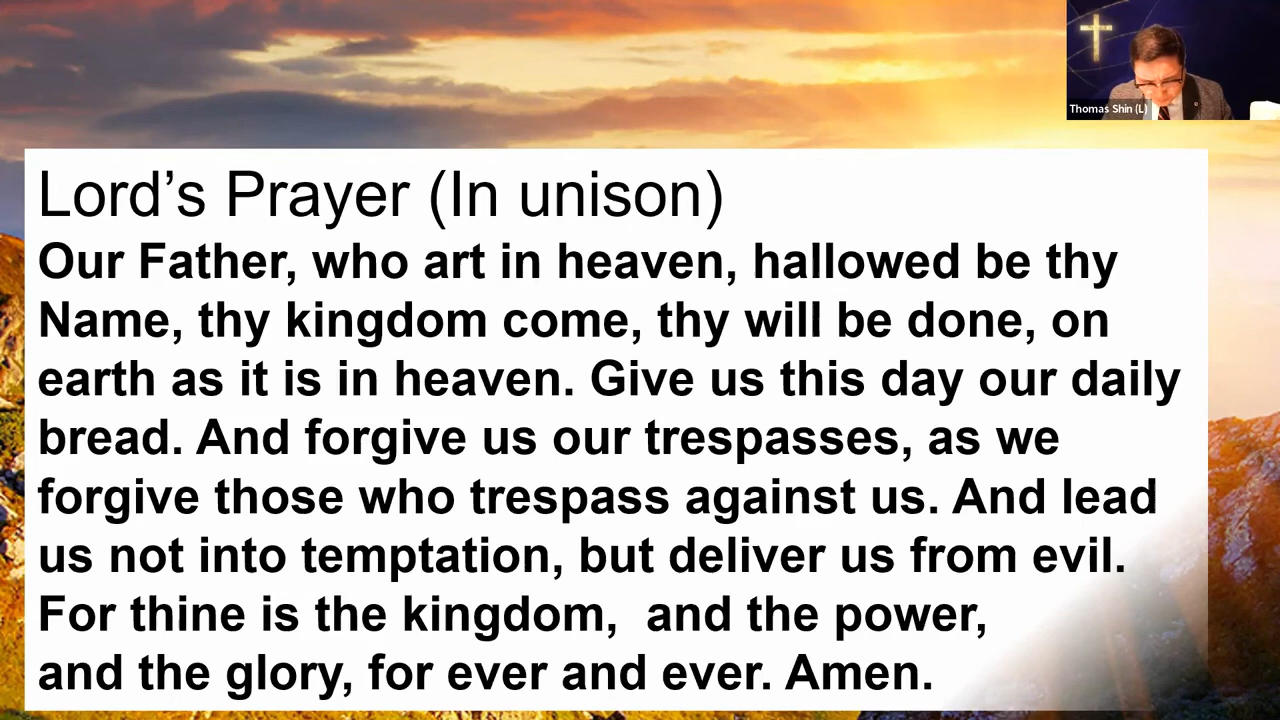 Thomas Shin (L)
Lord’s Prayer (In unison)
Our Father, who art in heaven, hallowed be thy
Name, thy kingdom come, thy will be done, on
earth as it is in heaven. Give us this day our daily
bread. And forgive us our trespasses, as we
forgive those who trespass against us. And lead
us not into temptation, but deliver us from evil.
For thine is the kingdom,  and the power,
and the glory, for ever and ever. Amen.